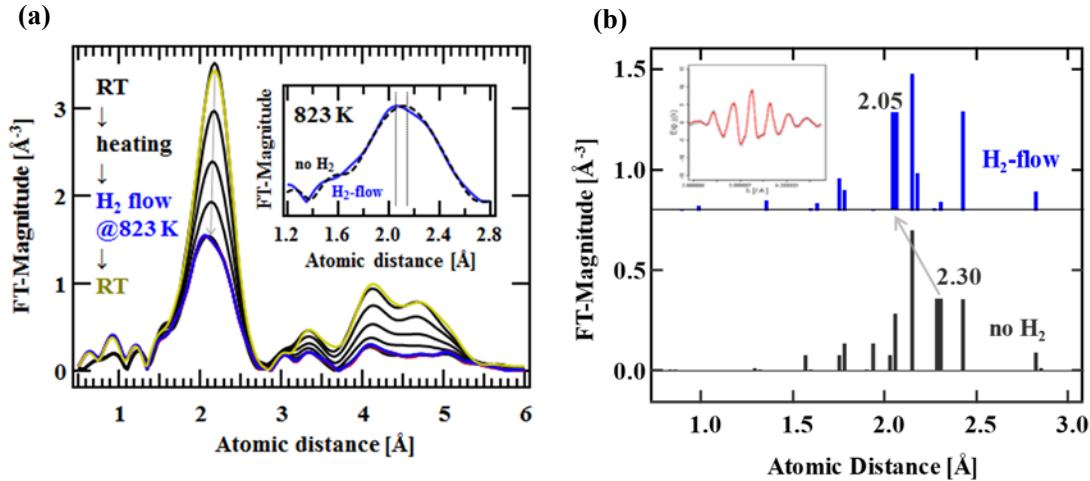 (a)
FT-Magnitude [Å-3]
3
2
1
0
RT
↓
heating
↓
H2 flow
@823 K
↓
RT
FT-Magnitude
823 K
no H2
H2-flow
1.2 1.6 2.0 2.4 2.8
Atomic distance [Å]
1 2 3 4 5 6
Atomic distance [Å]
(b)
FT-Magnitude [Å-3]
1.5
1.0
0.5
0.0
2.05
H2-flow
2.30
no H2
1.0 1.5 2.0 2.5 3.0
Atomic Distance [Å]